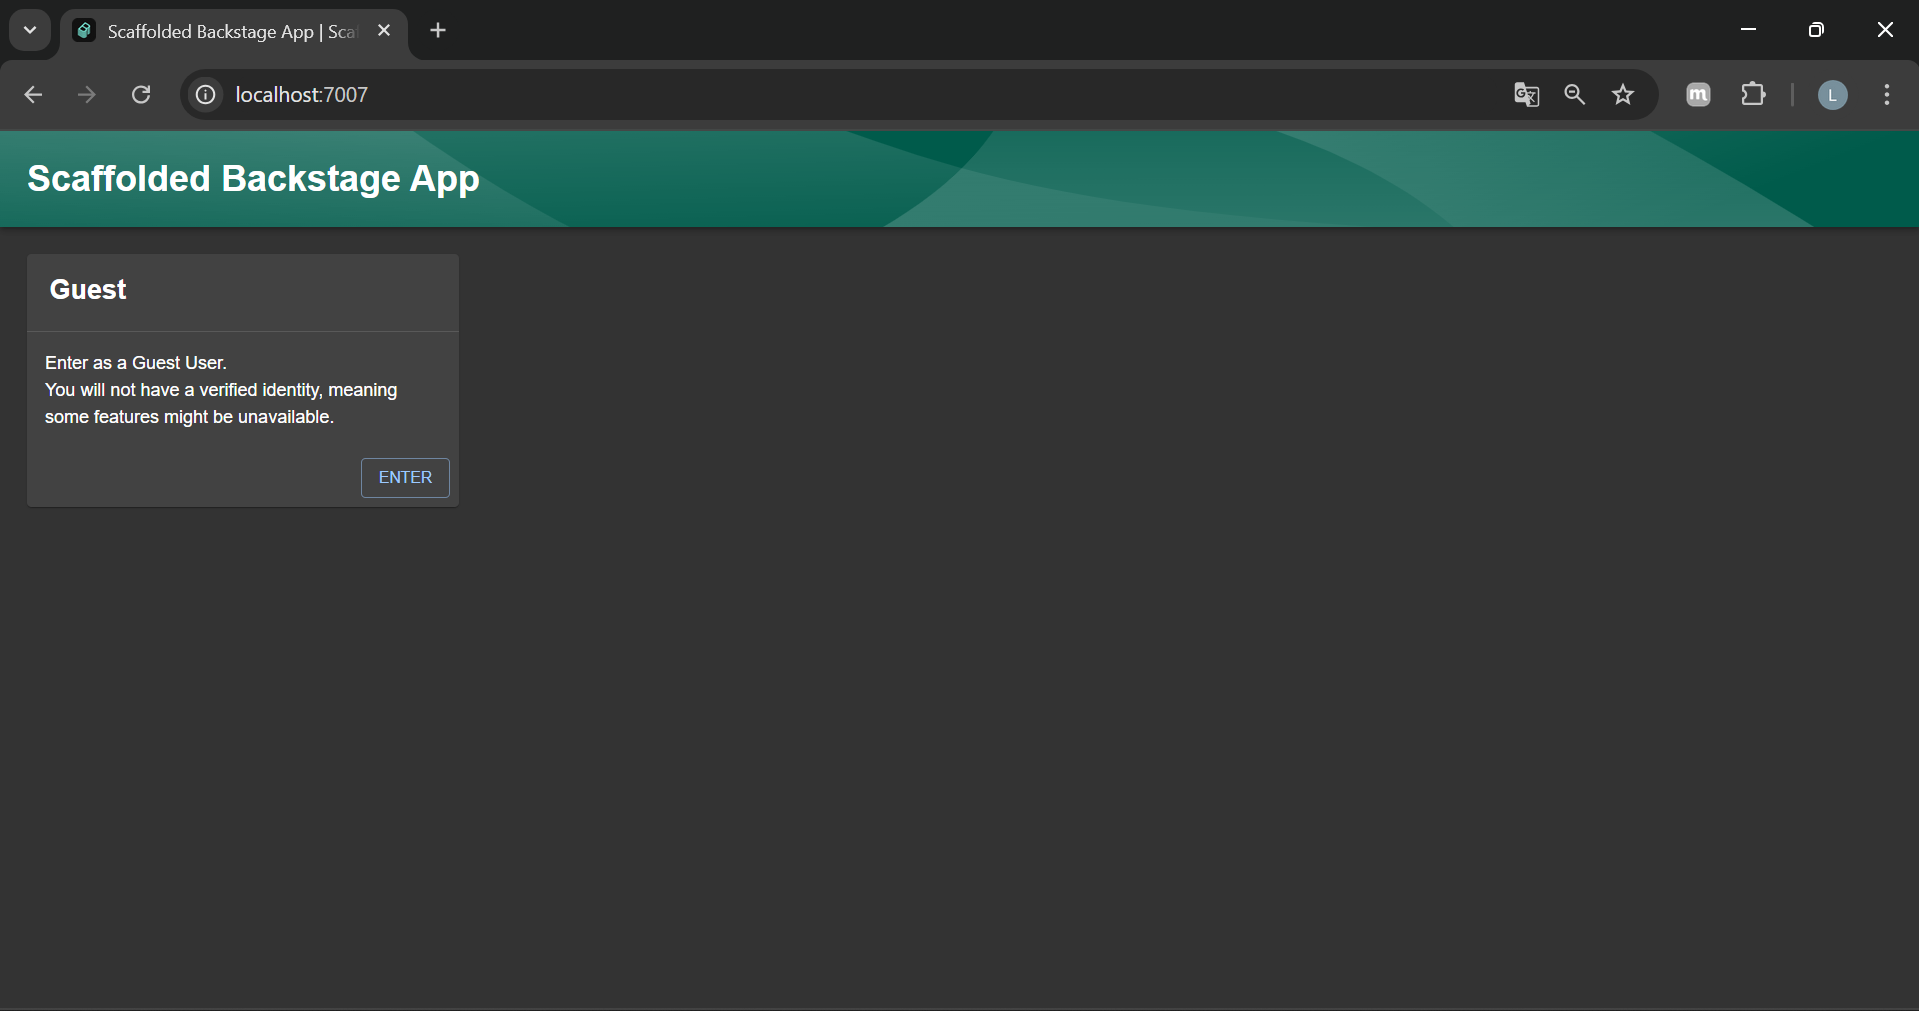 Scaffolded Backstage App | Sca
localhost:7007
m
L
Scaffolded Backstage App
Guest
Enter as a Guest User.
You will not have a verified identity, meaning
some features might be unavailable.
ENTER